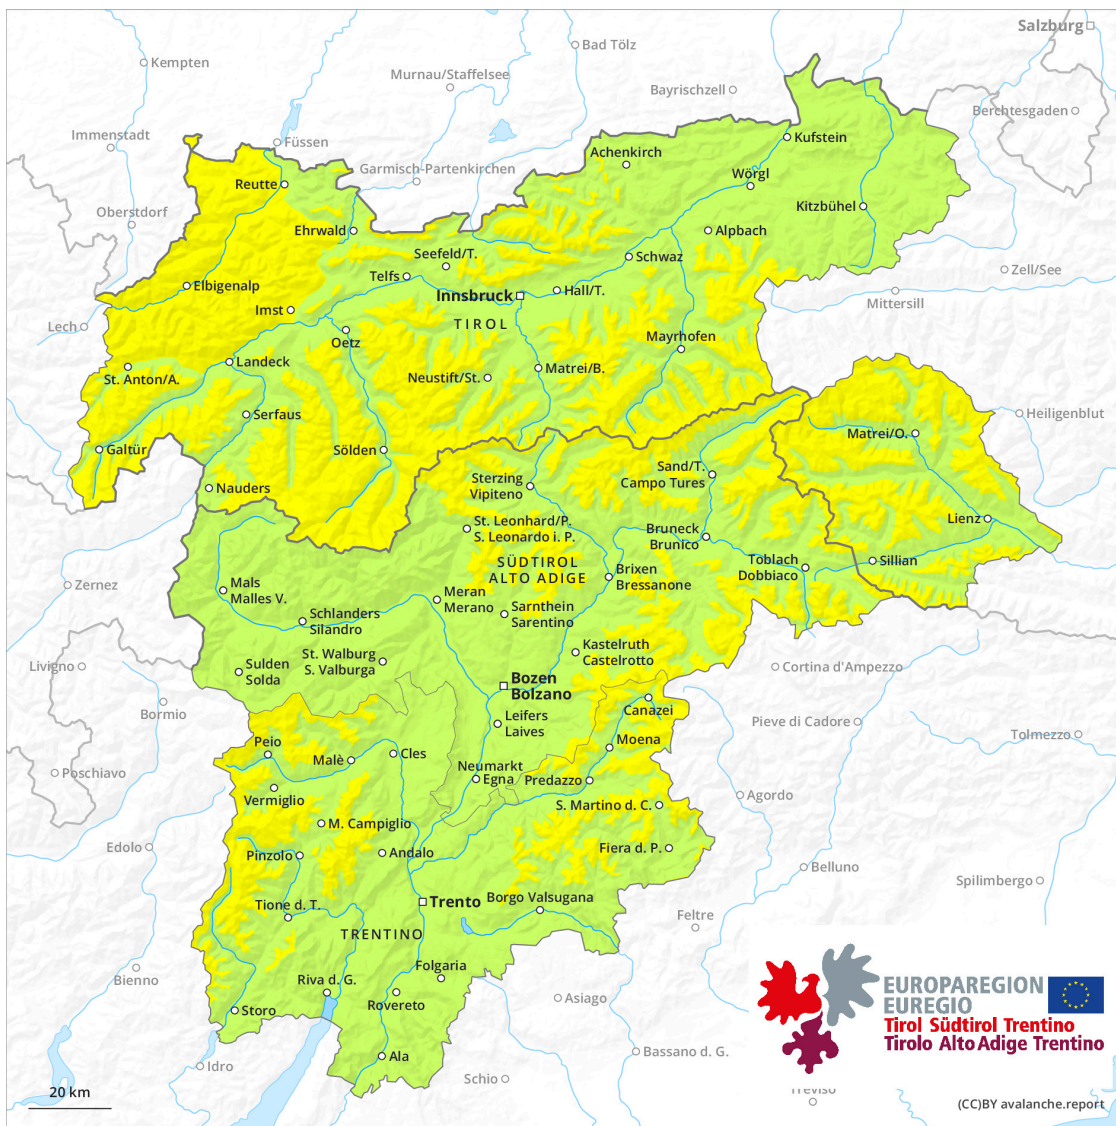 Salzburg
Bad Tölz
Kempten
Murnau/Staffelsee
Bayrischzell
Berchtesgaden
Immenstadt
Füssen
Kufstein
Achenkirch
Garmisch-Partenkirchen
Wörgl
Reutte
Oberstdorf
Kitzbühel
Ehrwald
Alpbach
Seefeld/T.
Schwaz
Telfs
Zell/See
Elbigenalp
Innsbruck
Hall/T.
Mittersill
Imst
TIROL
Lech
Oetz
Mayrhofen
Landeck
Matrei/B.
St. Anton/A.
Neustift/St.
Serfaus
Heiligenblut
Matrei/O.
Galtür
Sölden
Sand/T.
Campo Tures
Sterzing
Vipiteno
Nauders
St. Leonhard/P.
S. Leonardo i. P.
Lienz
Bruneck
Brunico
Toblach
Dobbiaco
Sillian
SÜDTIROL
ALTO ADIGE
Brixen
Bressanone
Zernez
Mals
Malles V.
Meran
Merano
Schlanders
Silandro
Sarnthein
Sarentino
Kastelruth
Castelrotto
St. Walburg
S. Valburga
Livigno
Sulden
Solda
Cortina d'Ampezzo
Bozen
Bolzano
Bormio
Canazei
Leifers
Laives
Pieve di Cadore
Tolmezzo
Moena
Peio
Cles
Malè
Neumarkt
Egna
Predazzo
Poschiavo
Vermiglio
Agordo
S. Martino d. C.
M. Campiglio
Edolo
Andalo
Fiera d. P.
Pinzolo
Belluno
Spilimbergo
Borgo Valsugana
Trento
Tione d. T.
Feltre
TRENTINO
Folgaria
Bienno
Riva d. G.
Rovereto
Asiago
Storo
EUROPAREGION
EUREGIO
Tirol Südtirol Trentino
Tirolo Alto Adige Trentino
Bassano d. G.
Ala
Idro
Schio
Treviso
20 km
(CC)BY avalanche.report